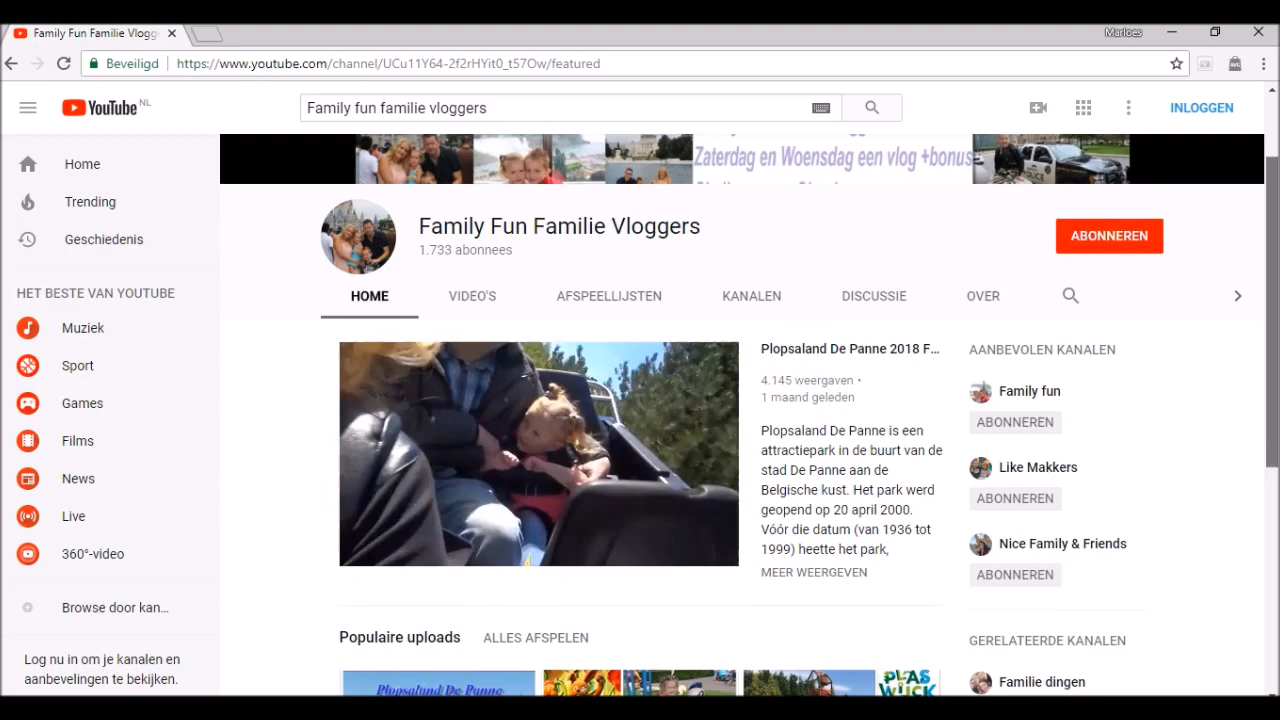 Family Fun Familie Vlogg
Marloes
Beveiligd
https://www.youtube.com/channel/UCu11Y64-2f2rHYit0_t57Ow/featured
YouTube NL
Family fun familie vloggers
INLOGGEN
Home
Trending
Geschiedenis
HET BESTE VAN YOUTUBE
Muziek
Sport
Games
Films
News
Live
360°-video
Browse door kan...
Log nu in om je kanalen en
aanbevelingen te bekijken.
Zaterdag en Woensdag een vlog +bonus
POLICE
Family Fun Familie Vloggers
1.733 abonnees
ABONNEREN
HOME
VIDEO'S
AFSPEELLIJSTEN
KANALEN
DISCUSSIE
OVER
Plopsaland De Panne 2018 F...
4.145 weergaven •
1 maand geleden
Plopsaland De Panne is een
attractiepark in de buurt van de
stad De Panne aan de
Belgische kust. Het park werd
geopend op 20 april 2000.
Vóór die datum (van 1936 tot
1999) heette het park,
MEER WEERGEVEN
AANBEVOLEN KANALEN
Family fun
ABONNEREN
Like Makkers
ABONNEREN
Nice Family & Friends
ABONNEREN
GERELATEERDE KANALEN
Familie dingen
Populaire uploads
ALLES AFSPELEN
Plopsaland De Panne
PLAS
WIJCK